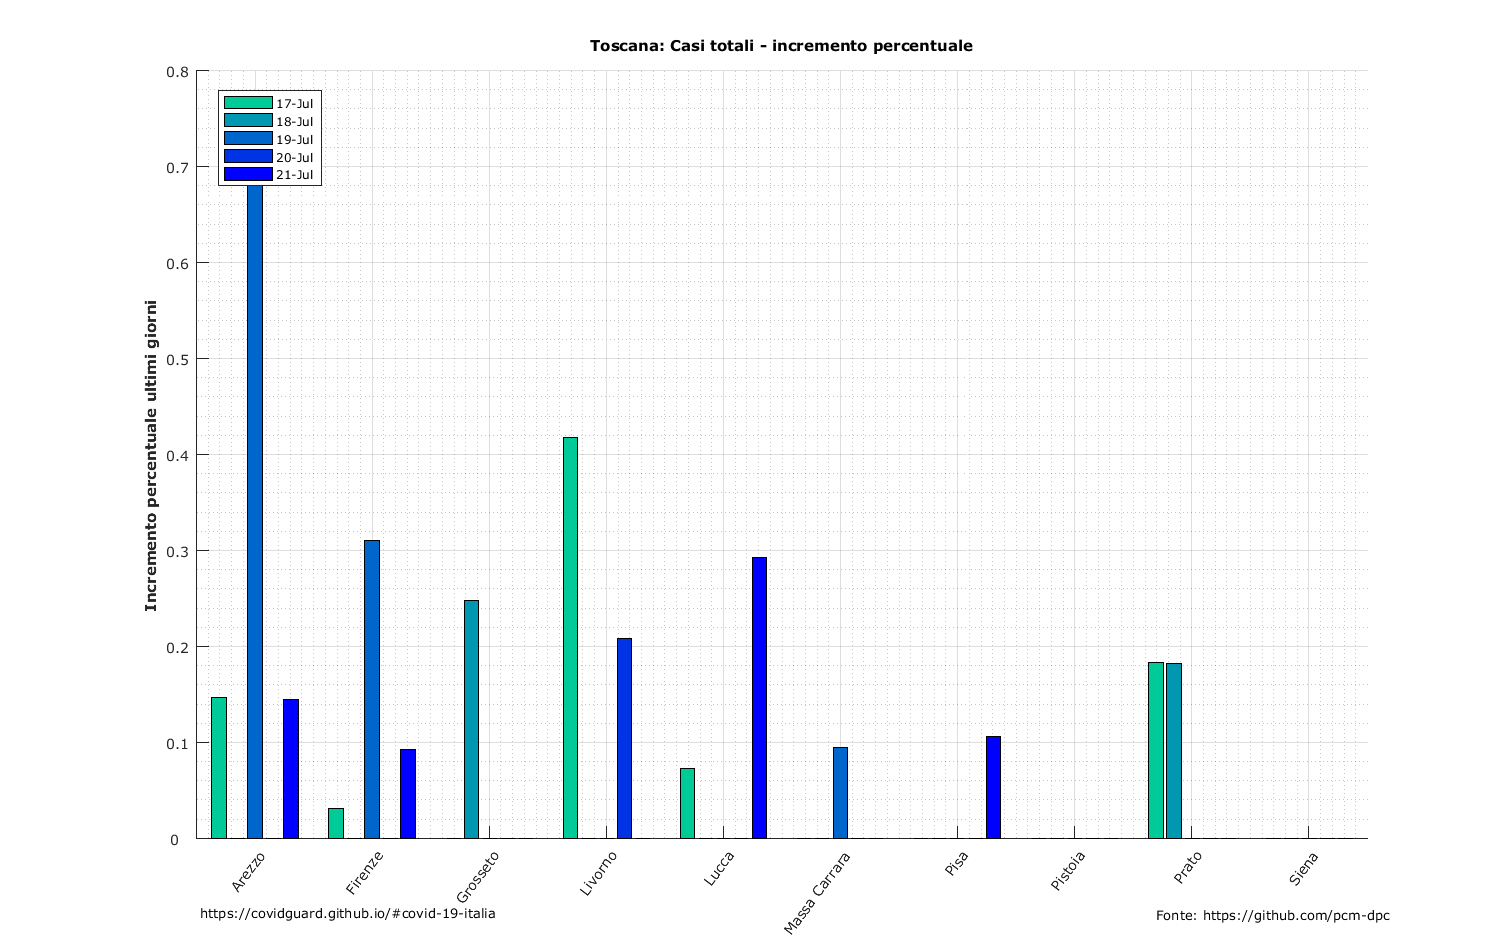 Toscana: Casi totali - incremento percentuale
Incremento percentuale ultimi giorni
0.8
0.7
0.6
0.5
0.4
0.3
0.2
0.1
0
17-Jul
18-Jul
19-Jul
20-Jul
21-Jul
Arezzo
Firenze
Grosseto
Livorno
Lucca
Massa Carrara
Pisa
Pistoia
Prato
Siena
https://covidguard.github.io/#covid-19-italia
Fonte: https://github.com/pcm-dpc